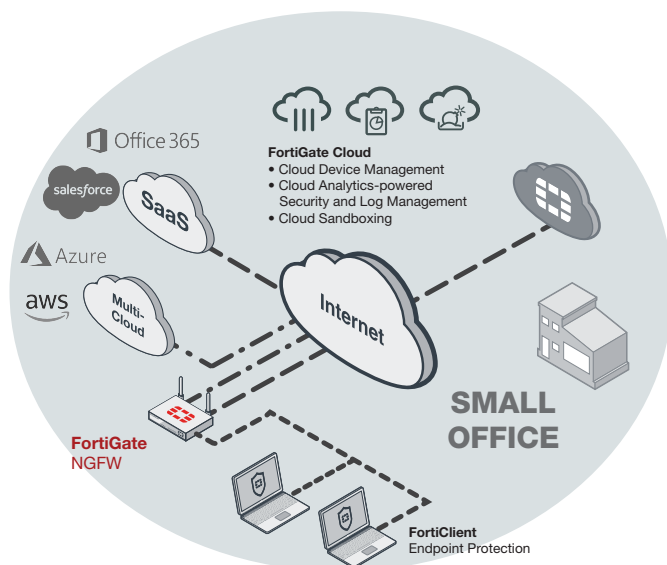 Office 365
salesforce
SaaS
Azure
aws
Multi-
Cloud
FortiGate Cloud
• Cloud Device Management
• Cloud Analytics-powered
Security and Log Management
• Cloud Sandboxing
Internet
SMALL
OFFICE
FortiGate
NGFW
FortiClient
Endpoint Protection